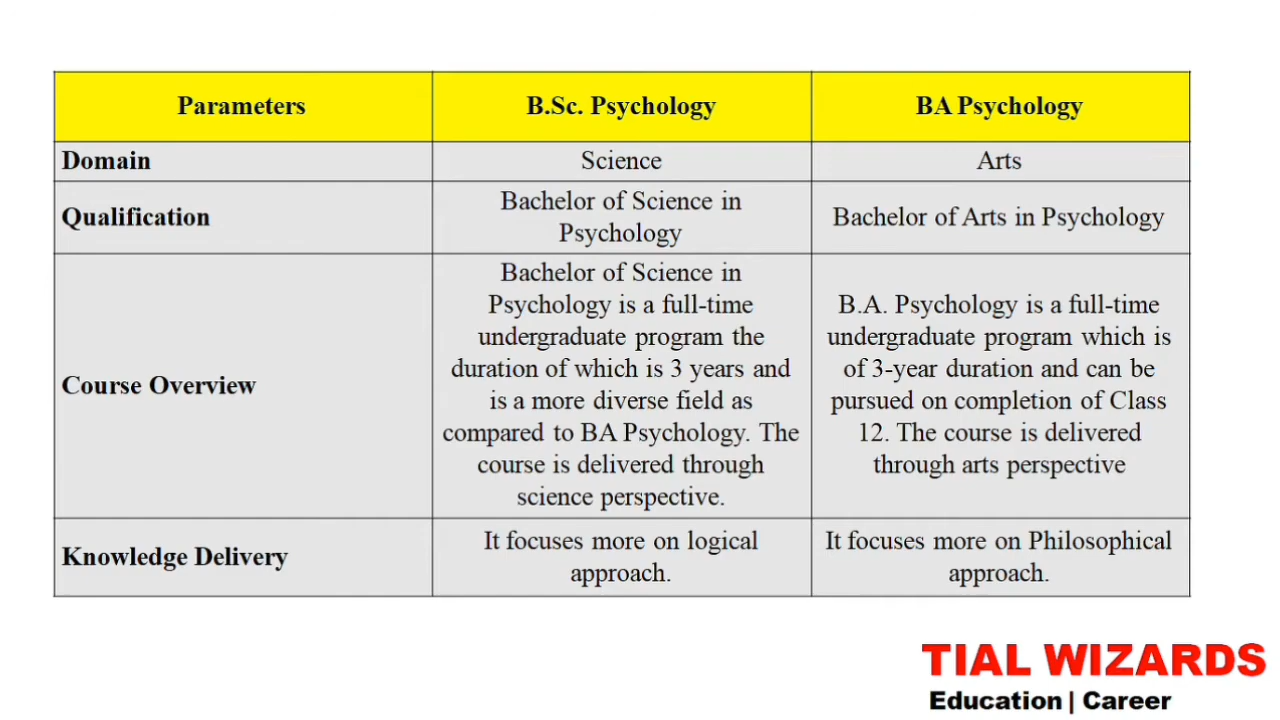 Parameters
B.Sc. Psychology
BA Psychology
Domain
Science
Arts
Qualification
Bachelor of Science in
Psychology
Bachelor of Arts in Psychology
Course Overview
Bachelor of Science in
Psychology is a full-time
undergraduate program the
duration of which is 3 years and
is a more diverse field as
compared to BA Psychology. The
course is delivered through
science perspective.
B.A. Psychology is a full-time
undergraduate program which is
of 3-year duration and can be
pursued on completion of Class
12. The course is delivered
through arts perspective
Knowledge Delivery
It focuses more on logical
approach.
It focuses more on Philosophical
approach.
TIAL WIZARDS
Education | Career